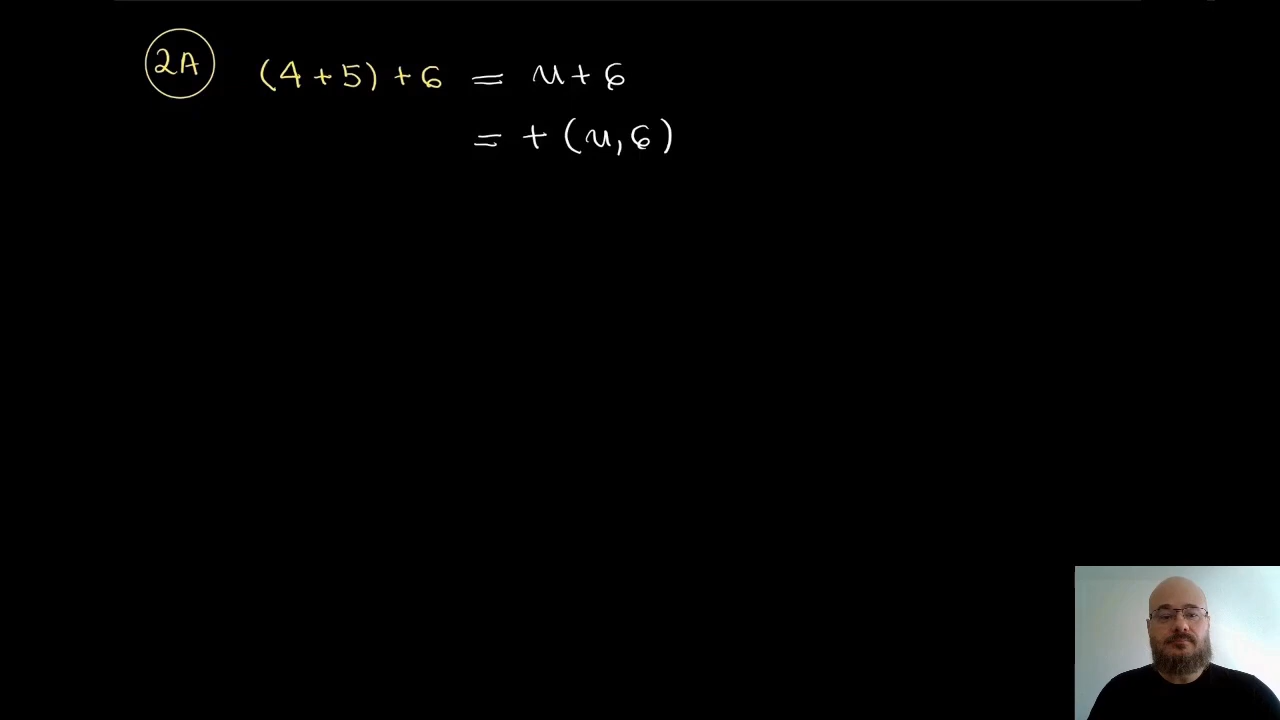 2A (4+5)+6 = u+6
= +(u,6)